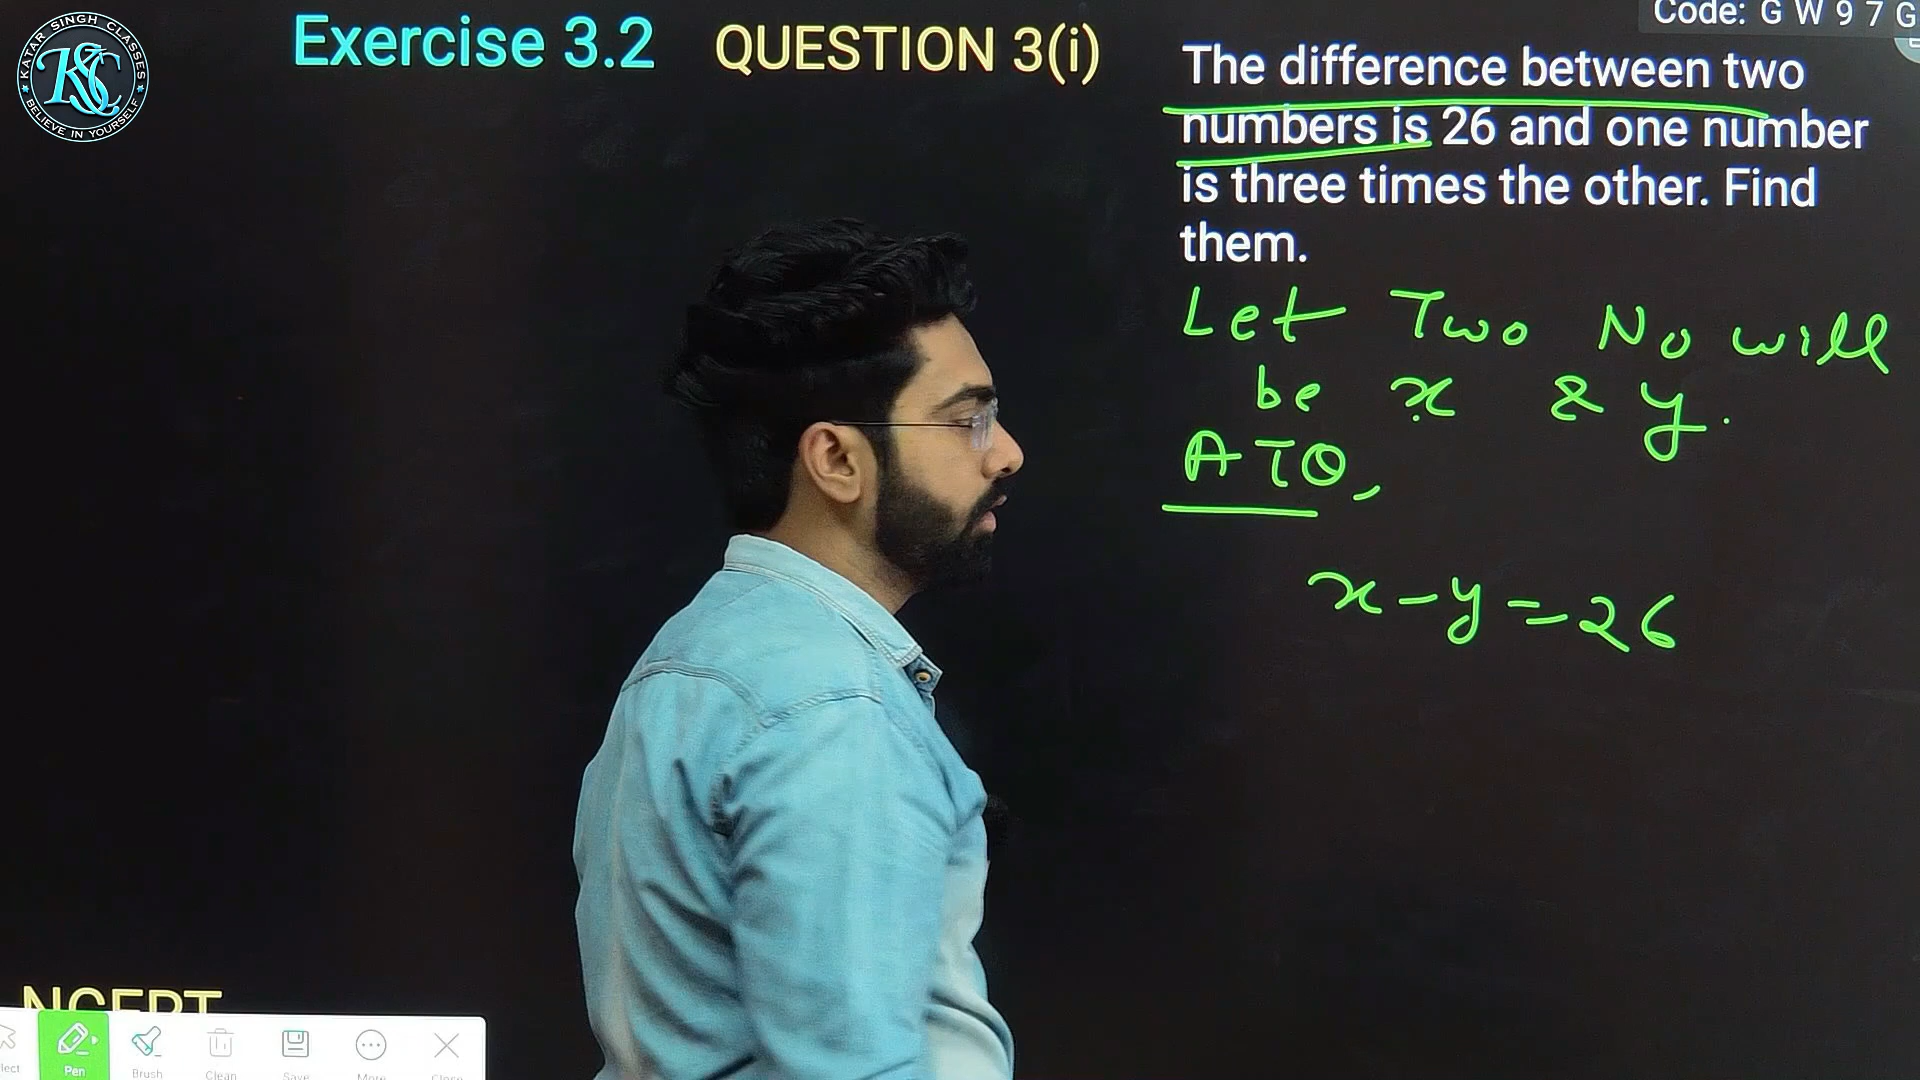 KATAR SINGH CLASSES
KSC
BELIEVE IN YOURSELF
Exercise 3.2
QUESTION 3(i)
Code: G W 9 7 G
The difference between two
numbers is 26 and one number
is three times the other. Find
them.
Let Two No will
be x & y.
ATQ,
x-y=26
NCERT
lect
Pen
Brush
Clean
Save
More
Close